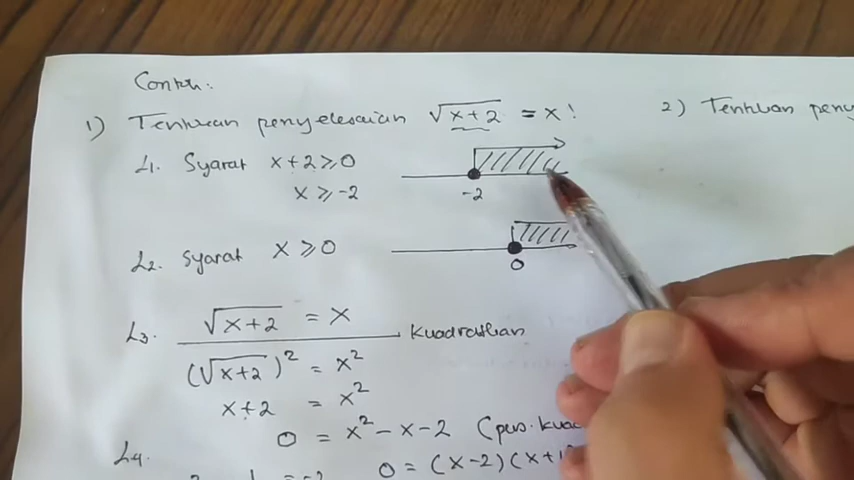 Contoh:
1) Tentukan penyelesaian √(x+2) = x!
2) Tentukan
L1. Syarat x+2 ≥ 0
x ≥ -2
-2
L2. Syarat x ≥ 0
0
L3. √(x+2) = x
Kuadratkan
(√(x+2))² = x²
x+2 = x²
0 = x² - x - 2 (pers.
L4.
0 = (x-2)(x+1